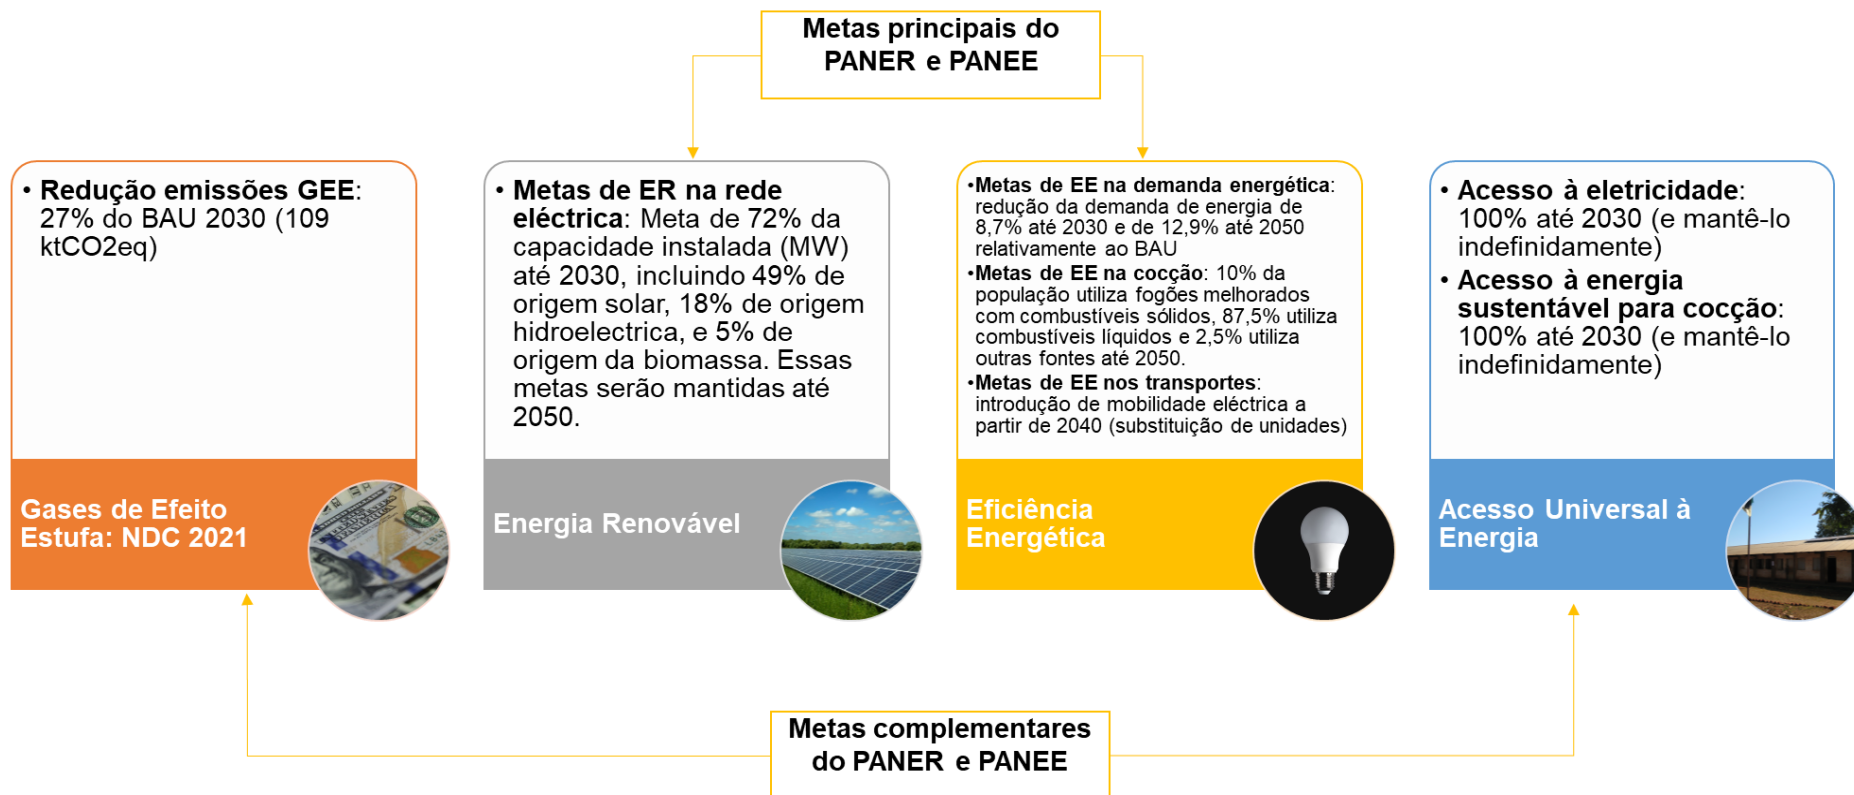 Metas principais do
PANER e PANEE
• Redução emissões GEE:
27% do BAU 2030 (109
ktCO2eq)
Gases de Efeito
Estufa: NDC 2021
• Metas de ER na rede
eléctrica: Meta de 72% da
capacidade instalada (MW)
até 2030, incluindo 49% de
origem solar, 18% de origem
hidroelectrica, e 5% de
origem da biomassa. Essas
metas serão mantidas até
2050.
Energia Renovável
•Metas de EE na demanda energética:
redução da demanda de energia de
8,7% até 2030 e de 12,9% até 2050
relativamente ao BAU
•Metas de EE na cocção: 10% da
população utiliza fogões melhorados
com combustíveis sólidos, 87,5% utiliza
combustíveis líquidos e 2,5% utiliza
outras fontes até 2050.
•Metas de EE nos transportes:
introdução de mobilidade eléctrica a
partir de 2040 (substituição de unidades)
Eficiência
Energética
• Acesso à eletricidade:
100% até 2030 (e mantê-lo
indefinidamente)
• Acesso à energia
sustentável para cocção:
100% até 2030 (e mantê-lo
indefinidamente)
Acesso Universal à
Energia
Metas complementares
do PANER e PANEE